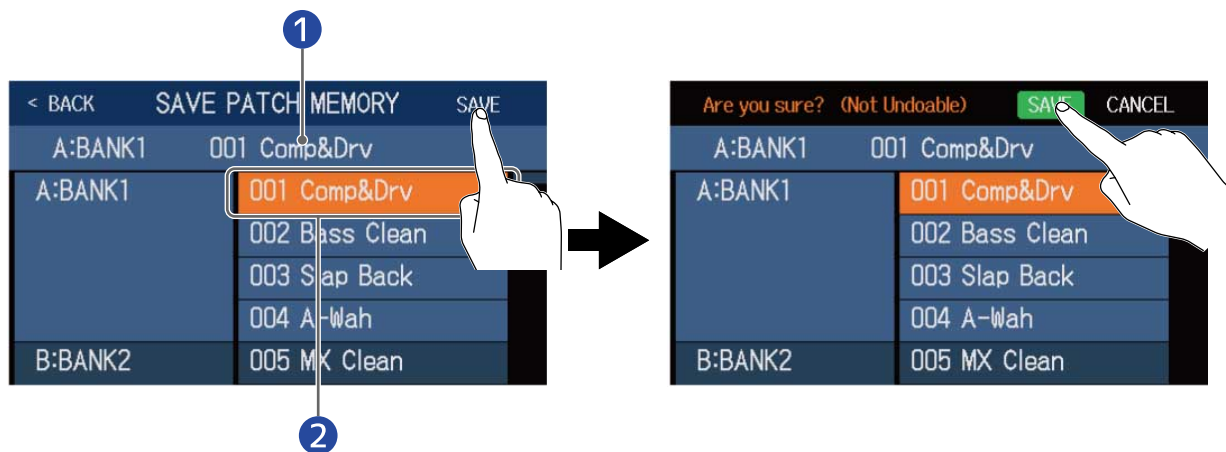 1
< BACK SAVE PATCH MEMORY SAVE
A:BANK1 001 Comp&Drv
A:BANK1 001 Comp&Drv
002 Bass Clean
003 Slap Back
004 A-Wah
B:BANK2 005 MX Clean
2
Are you sure? (Not Undoable) SAVE CANCEL
A:BANK1 001 Comp&Drv
A:BANK1 001 Comp&Drv
002 Bass Clean
003 Slap Back
004 A-Wah
B:BANK2 005 MX Clean